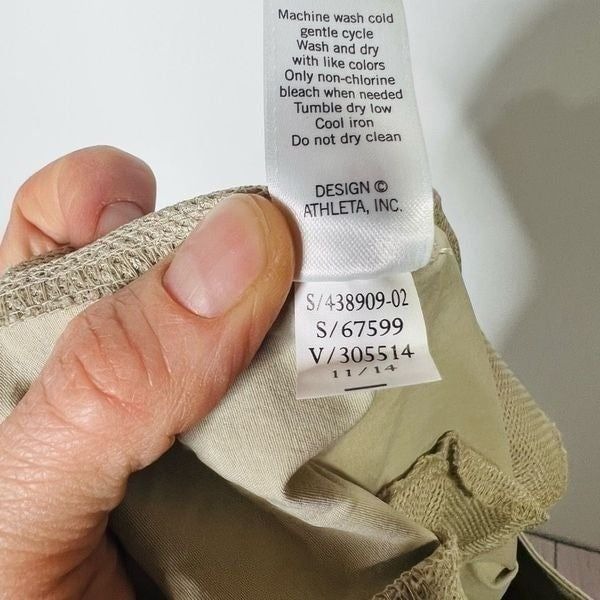 Machine wash cold
gentle cycle
Wash and dry
with like colors
Only non-chlorine
bleach when needed
Tumble dry low
Cool iron
Do not dry clean
DESIGN ©
ATHLETA, INC.
S/438909-02
S/67599
V/305514
11/14